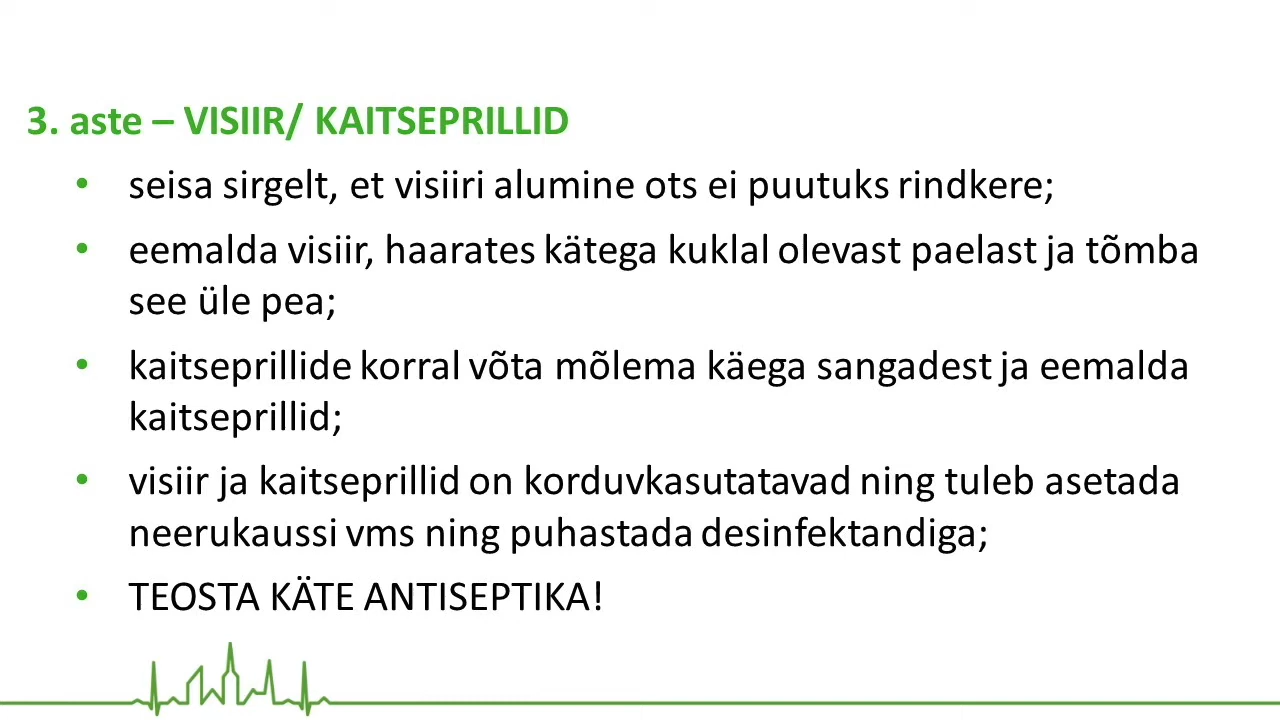 3. aste – VISIIR/ KAITSEPRILLID
• seisa sirgelt, et visiiri alumine ots ei puutuks rindkere;
• eemalda visiir, haarates kätega kuklal olevast paelast ja tõmba
see üle pea;
• kaitseprillide korral võta mõlema käega sangadest ja eemalda
kaitseprillid;
• visiir ja kaitseprillid on korduvkasutatavad ning tuleb asetada
neerukaussi vms ning puhastada desinfektandiga;
• TEOSTA KÄTE ANTISEPTIKA!